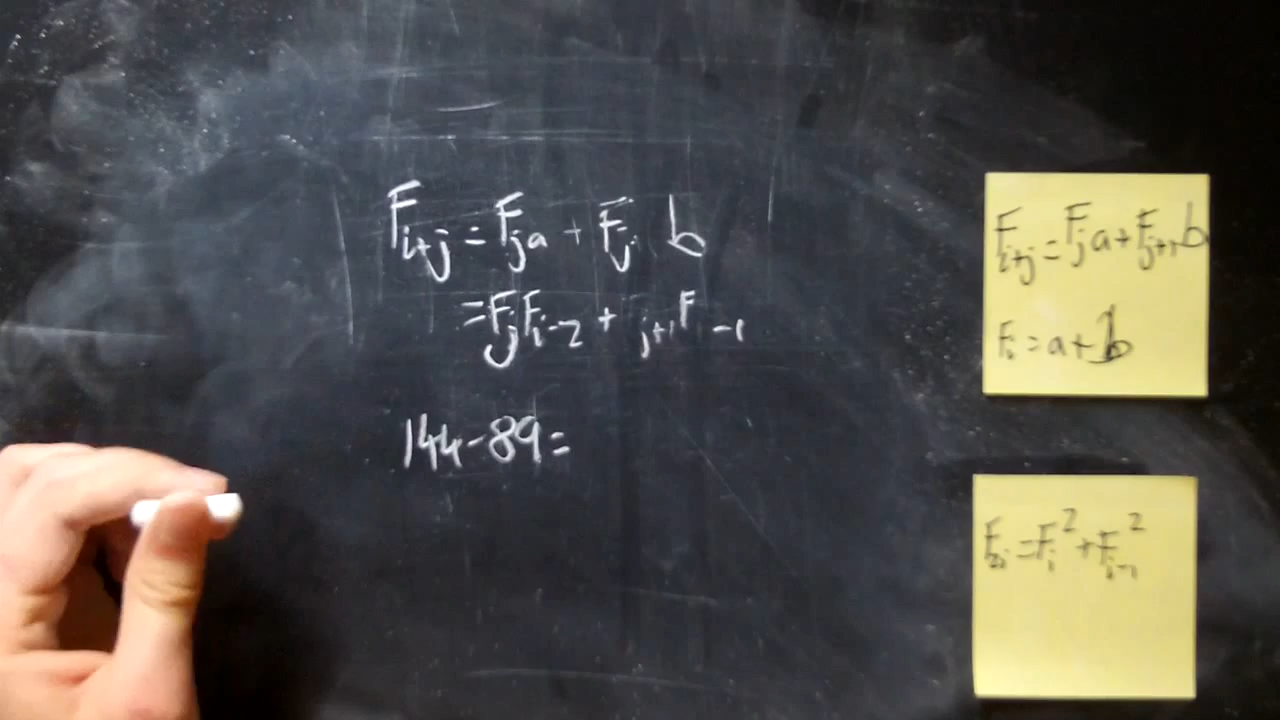 F_{i+j} = F_j a + F_j b
= F_j F_{i-2} + _{j+1} F_{-1}
144 - 89 =
F_{i+j} = F_j a + F_{j+1} b
F_i = a + b
F_{2i} = F_i^2 + F_{i-1}^2